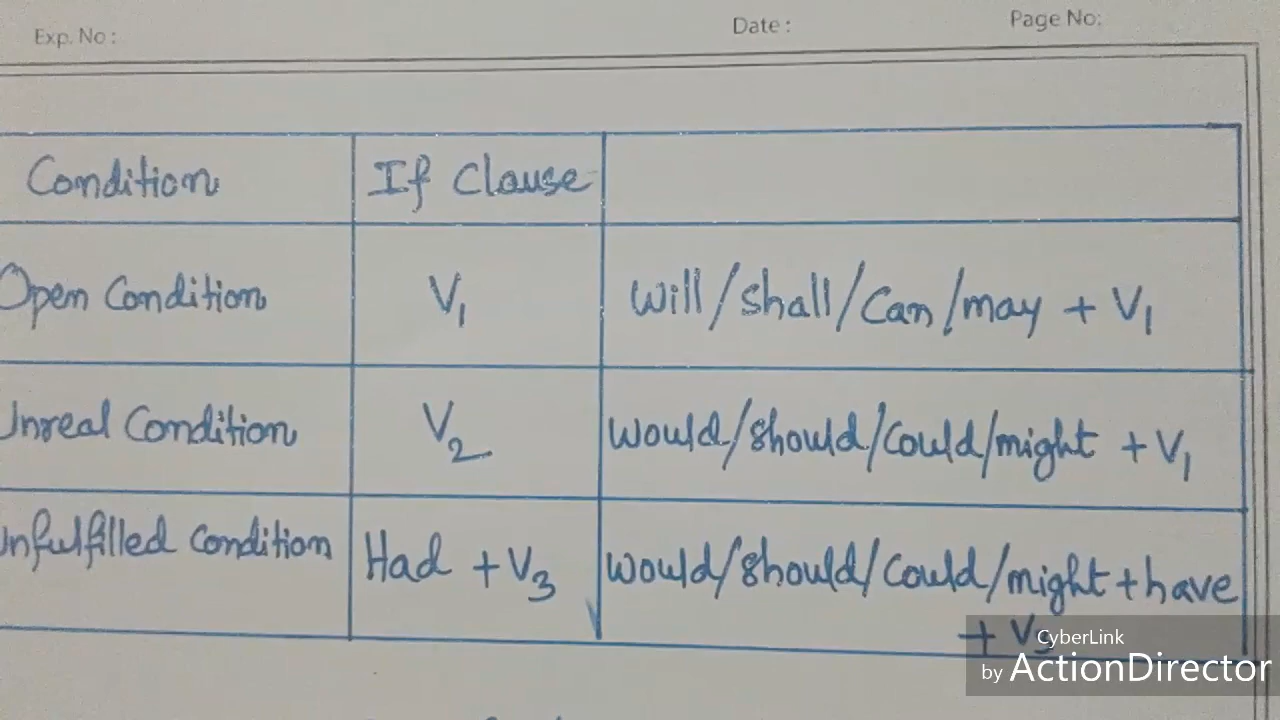 Exp. No :
Date :
Page No:
Condition
If Clause
Open Condition
V1
will/shall/can/may + V1
Unreal Condition
V2
would/should/could/might + V1
Unfulfilled Condition
Had + V3
would/should/could/might + have
+ V3
CyberLink
by ActionDirector